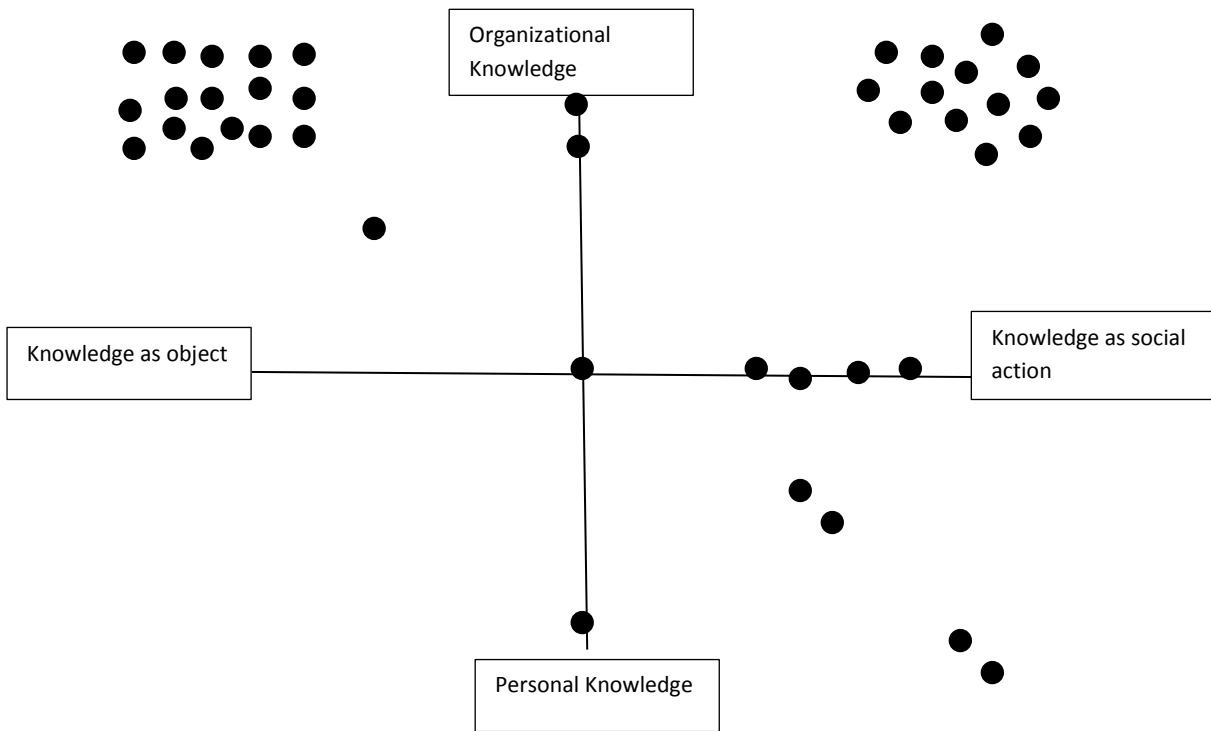 Organizational
Knowledge
Knowledge as object
Knowledge as social
action
Personal Knowledge